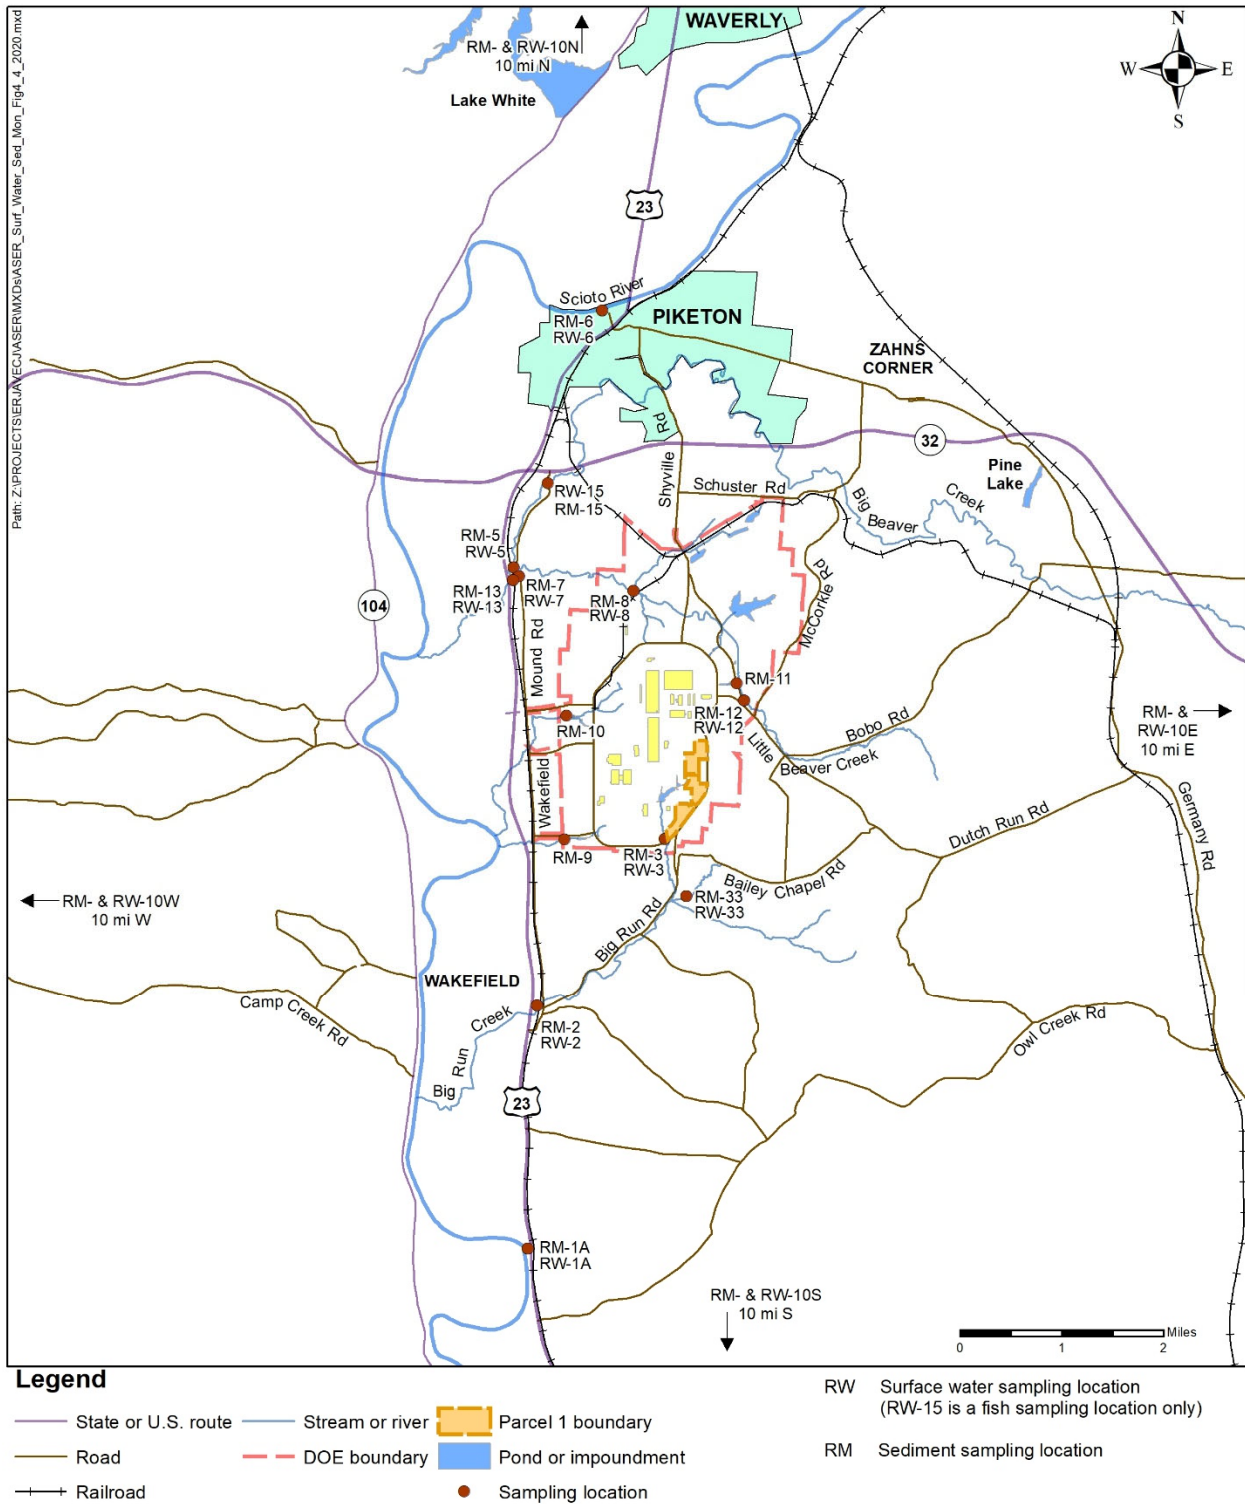 Path: Z:\PROJECTS\ERJAVECJ\ASER\MXDs\ASER_Surf_Water_Sed_Mon_Fig4_4_2020.mxd
WAVERLY
RM- & RW-10N
10 mi N
Lake White
N
W
E
S
23
Scioto River
RM-6
RW-6
PIKETON
ZAHNS
CORNER
32
Shyville Rd
Schuster Rd
Pine
Lake
Big Beaver Creek
RW-15
RM-15
RM-5
RW-5
RM-13
RW-13
RM-7
RW-7
RM-8
RW-8
McCorkle Rd
104
Mound Rd
RM-11
RM-12
RW-12
RM-10
Little Beaver Creek
Bobo Rd
RM- &
RW-10E
10 mi E
Wakefield
Germany Rd
Dutch Run Rd
RM-9
RM-3
RW-3
Bailey Chapel Rd
RM-33
RW-33
RM- & RW-10W
10 mi W
Big Run Rd
WAKEFIELD
Camp Creek Rd
Big Run Creek
RM-2
RW-2
Owl Creek Rd
23
RM-1A
RW-1A
RM- & RW-10S
10 mi S
Miles
0 1 2
Legend
State or U.S. route
Road
Railroad
Stream or river
DOE boundary
Parcel 1 boundary
Pond or impoundment
Sampling location
RW Surface water sampling location
(RW-15 is a fish sampling location only)
RM Sediment sampling location